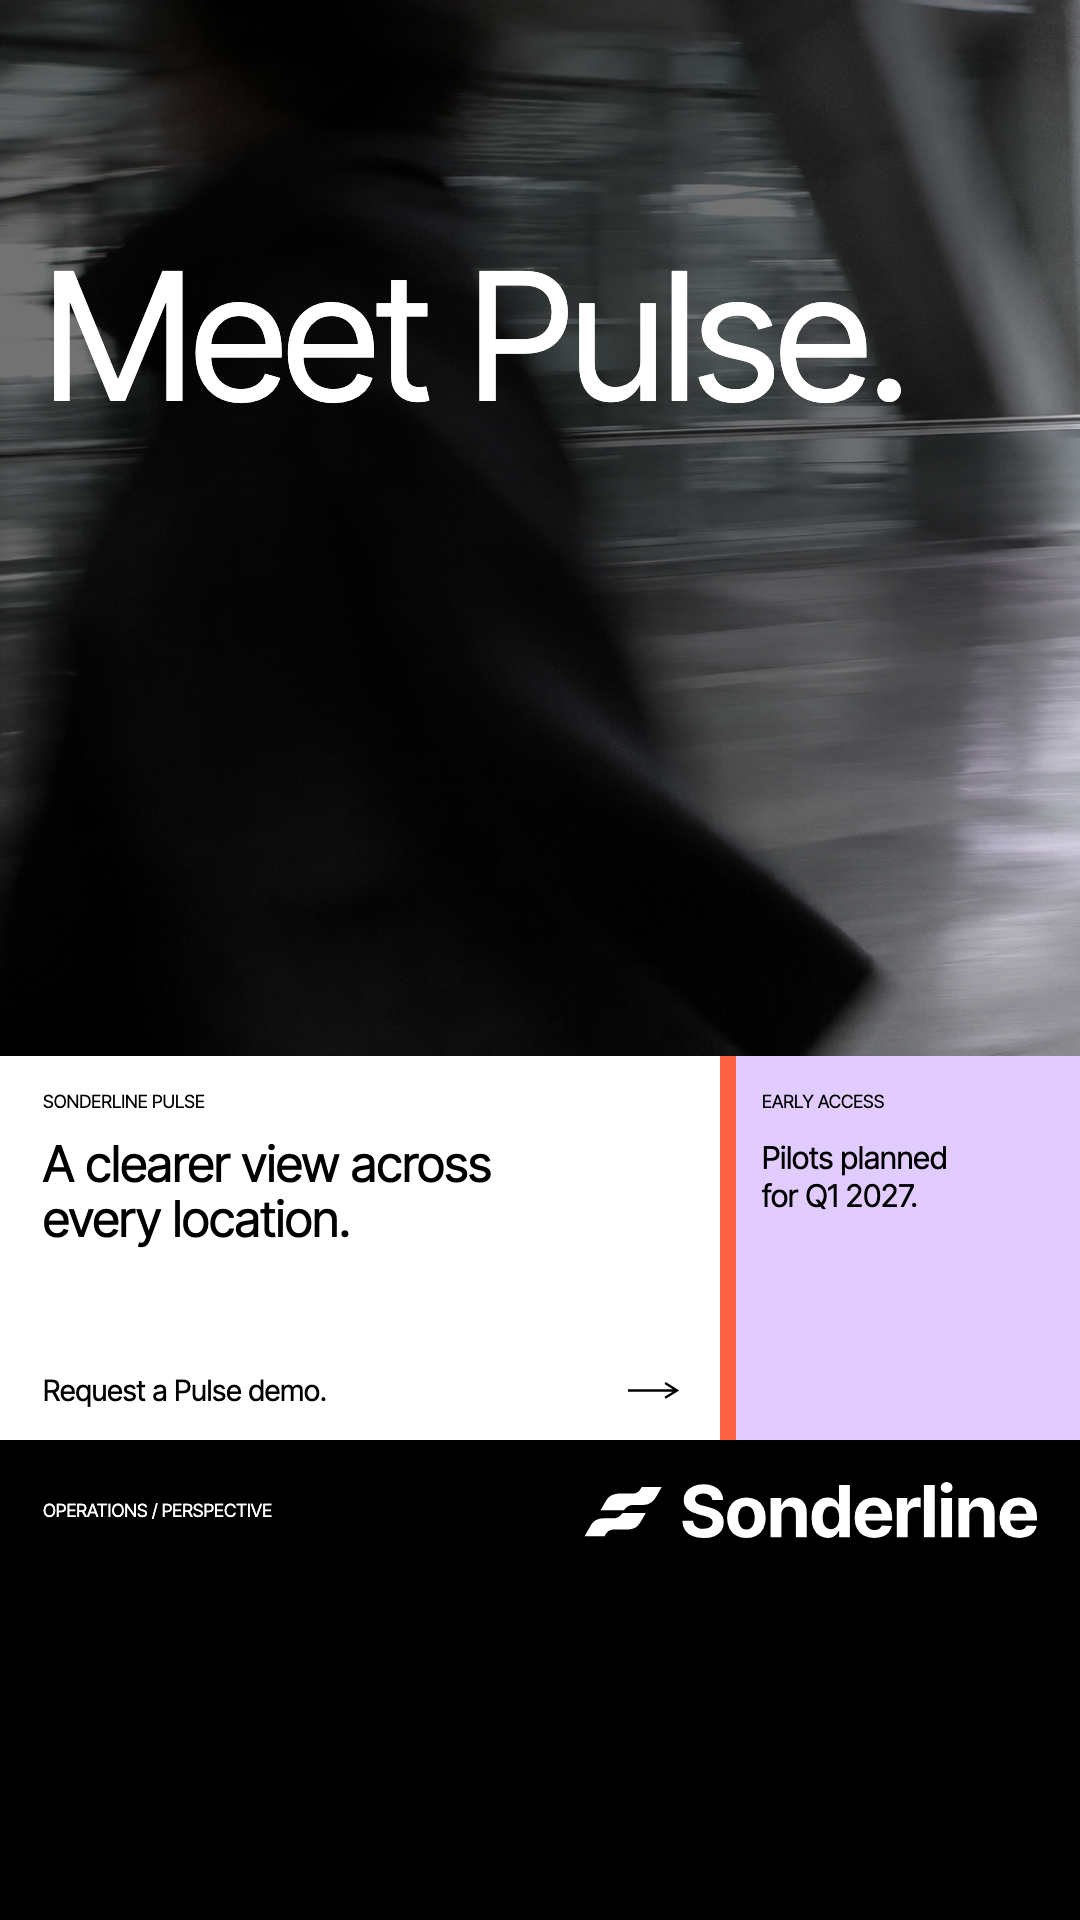 Meet Pulse.
SONDERLINE PULSE
A clearer view across
every location.
Request a Pulse demo.
EARLY ACCESS
Pilots planned
for Q1 2027.
OPERATIONS / PERSPECTIVE
Sonderline